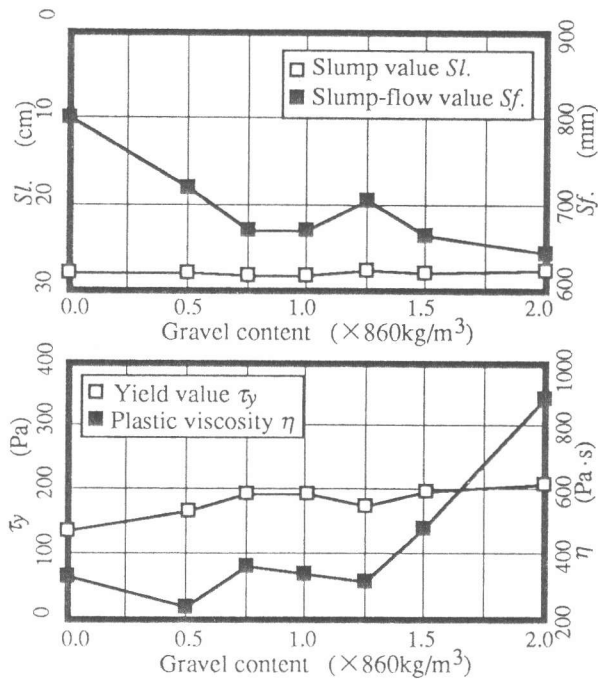 0
10
20
30
Sl. (cm)
Slump value Sl.
Slump-flow value Sf.
900
800
700
600
Sf. (mm)
0.0 0.5 1.0 1.5 2.0
Gravel content (×860kg/m³)
400
300
200
100
0
τy (Pa)
Yield value τy
Plastic viscosity η
1000
800
600
400
200
η (Pa·s)
0.0 0.5 1.0 1.5 2.0
Gravel content (×860kg/m³)